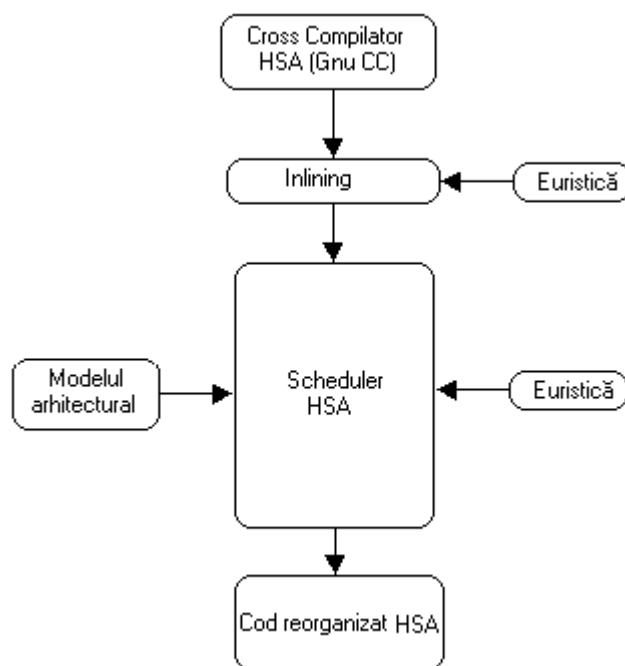 Cross Compilator
HSA (Gnu CC)
Inlining
Euristică
Modelul
arhitectural
Scheduler
HSA
Euristică
Cod reorganizat HSA